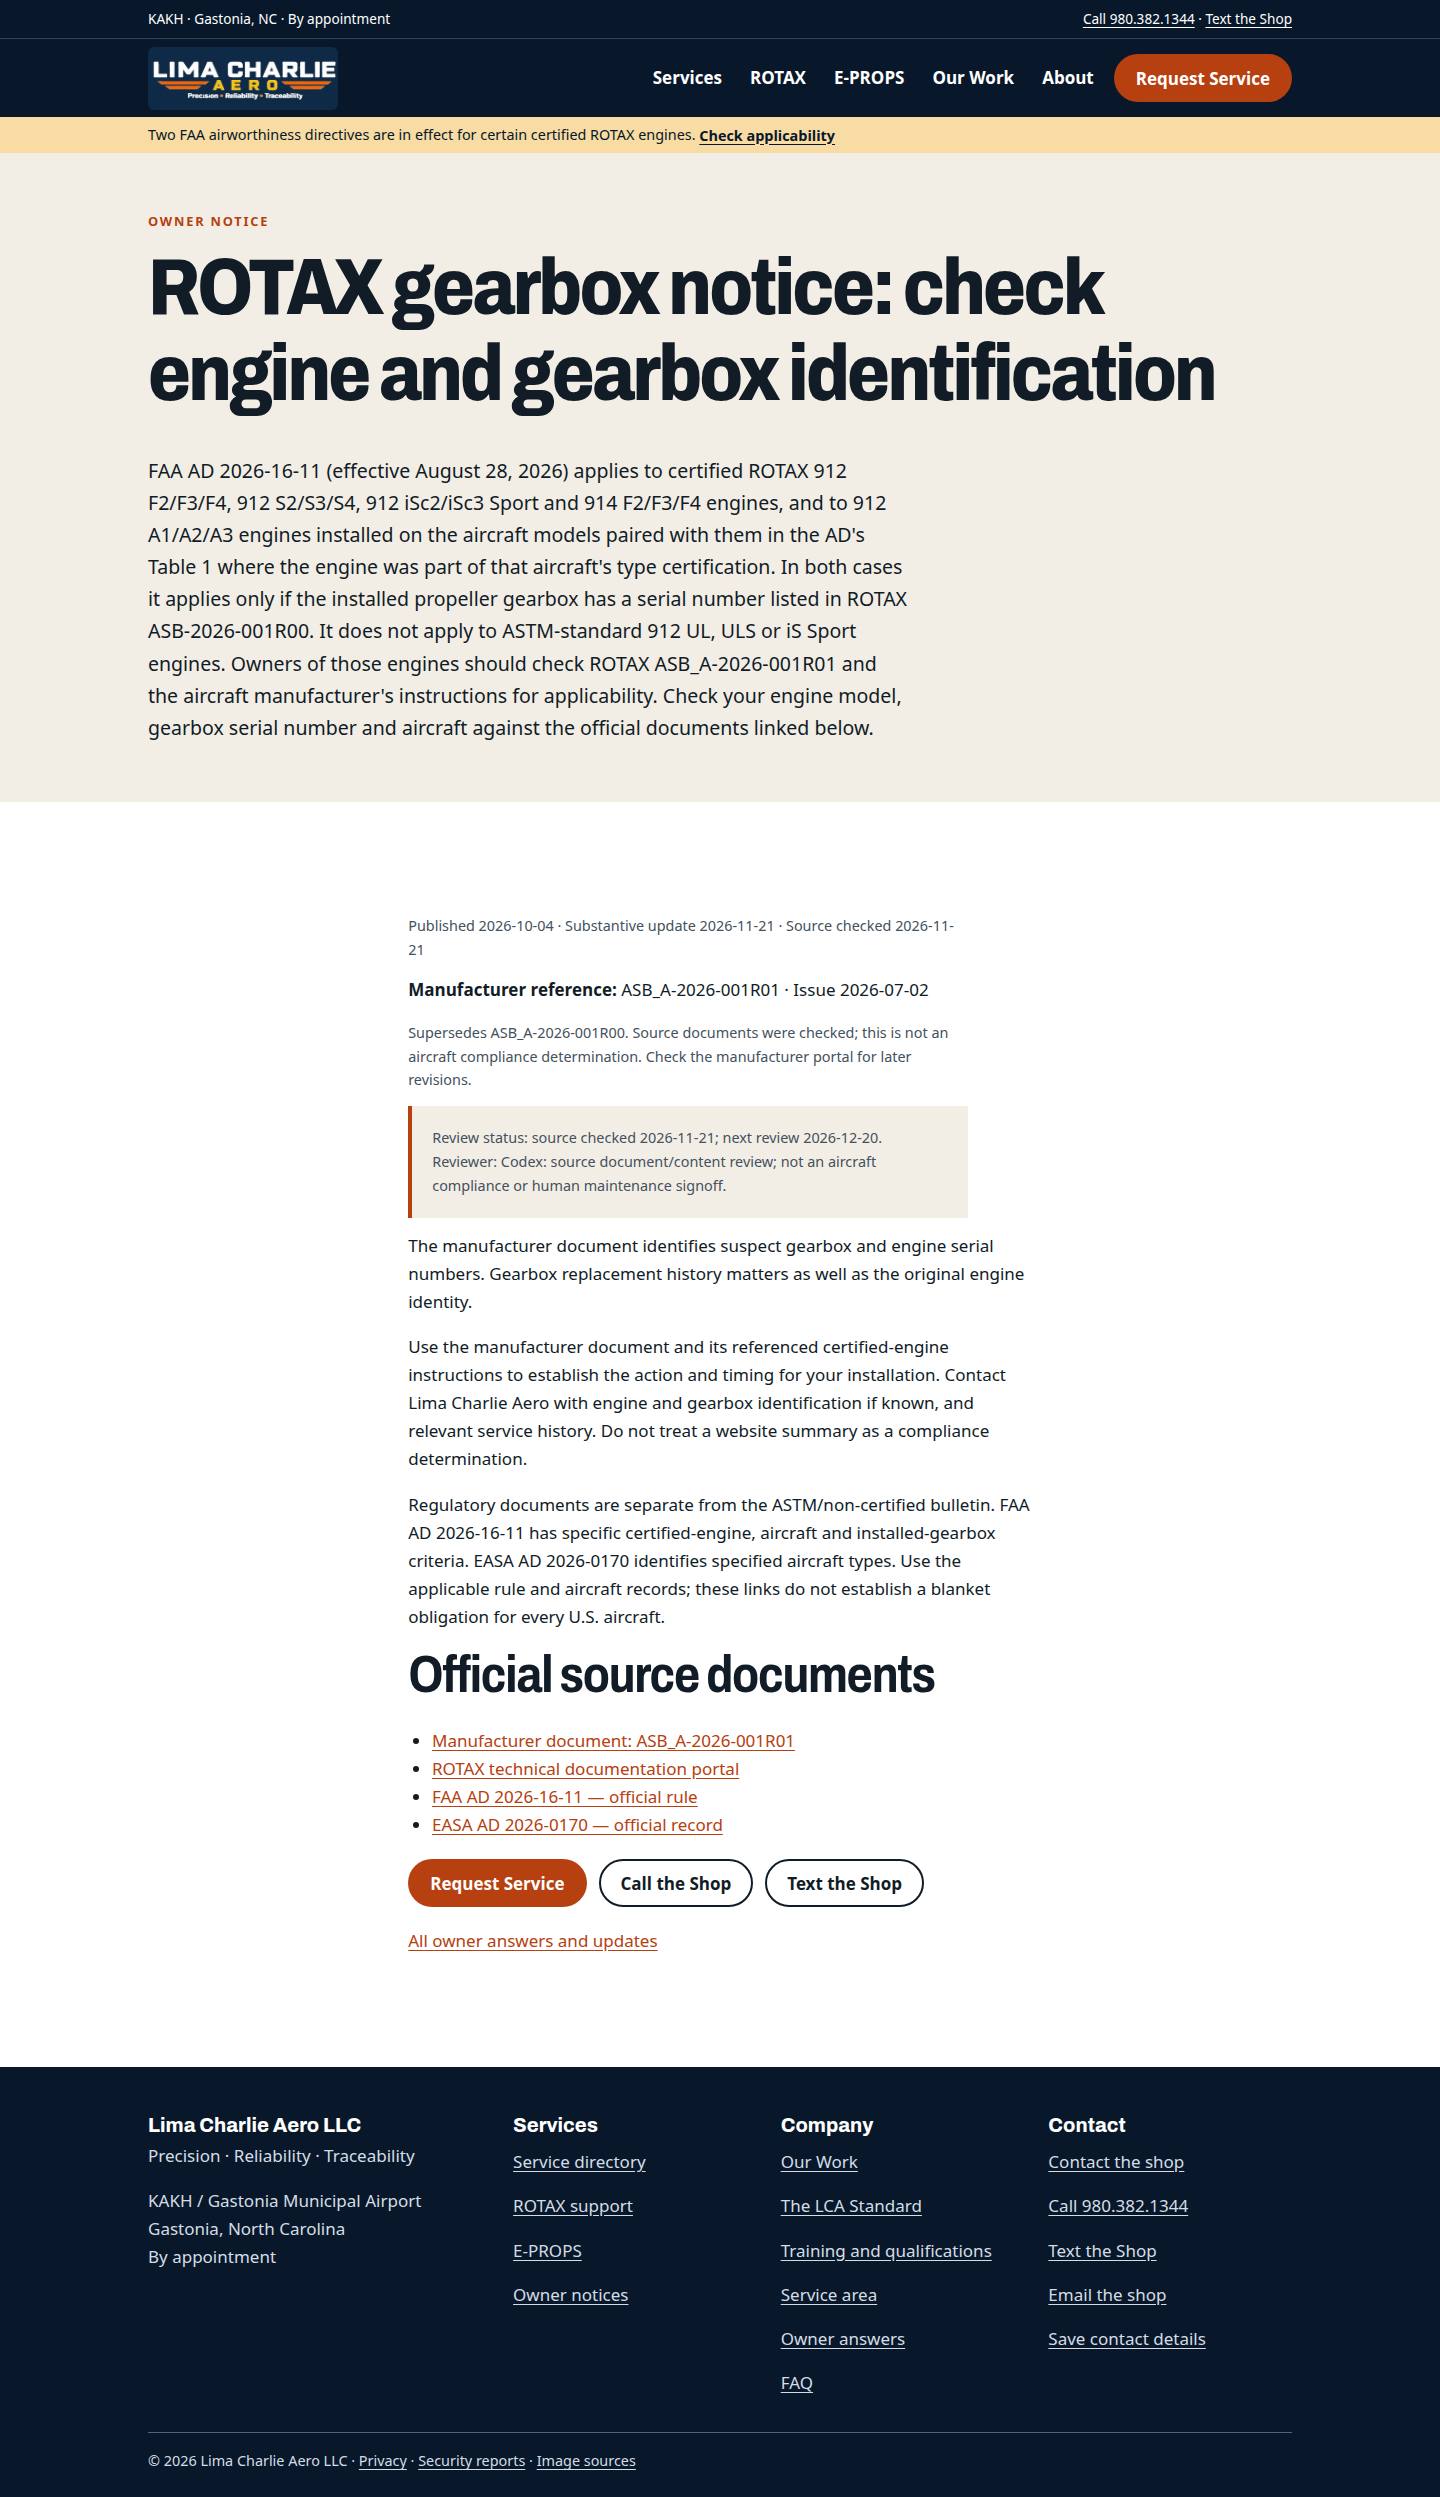 KAKH · Gastonia, NC · By appointment
Call 980.382.1344 · Text the Shop
LIMA CHARLIE
AERO
Precision • Reliability • Traceability
Services
ROTAX
E-PROPS
Our Work
About
Request Service
Two FAA airworthiness directives are in effect for certain certified ROTAX engines. Check applicability
OWNER NOTICE
ROTAX gearbox notice: check
engine and gearbox identification
FAA AD 2026-16-11 (effective August 28, 2026) applies to certified ROTAX 912
F2/F3/F4, 912 S2/S3/S4, 912 iSc2/iSc3 Sport and 914 F2/F3/F4 engines, and to 912
A1/A2/A3 engines installed on the aircraft models paired with them in the AD's
Table 1 where the engine was part of that aircraft's type certification. In both cases
it applies only if the installed propeller gearbox has a serial number listed in ROTAX
ASB-2026-001R00. It does not apply to ASTM-standard 912 UL, ULS or iS Sport
engines. Owners of those engines should check ROTAX ASB_A-2026-001R01 and
the aircraft manufacturer's instructions for applicability. Check your engine model,
gearbox serial number and aircraft against the official documents linked below.
Published 2026-10-04 · Substantive update 2026-11-21 · Source checked 2026-11-
21
Manufacturer reference: ASB_A-2026-001R01 · Issue 2026-07-02
Supersedes ASB_A-2026-001R00. Source documents were checked; this is not an
aircraft compliance determination. Check the manufacturer portal for later
revisions.
Review status: source checked 2026-11-21; next review 2026-12-20.
Reviewer: Codex: source document/content review; not an aircraft
compliance or human maintenance signoff.
The manufacturer document identifies suspect gearbox and engine serial
numbers. Gearbox replacement history matters as well as the original engine
identity.
Use the manufacturer document and its referenced certified-engine
instructions to establish the action and timing for your installation. Contact
Lima Charlie Aero with engine and gearbox identification if known, and
relevant service history. Do not treat a website summary as a compliance
determination.
Regulatory documents are separate from the ASTM/non-certified bulletin. FAA
AD 2026-16-11 has specific certified-engine, aircraft and installed-gearbox
criteria. EASA AD 2026-0170 identifies specified aircraft types. Use the
applicable rule and aircraft records; these links do not establish a blanket
obligation for every U.S. aircraft.
Official source documents
• Manufacturer document: ASB_A-2026-001R01
• ROTAX technical documentation portal
• FAA AD 2026-16-11 — official rule
• EASA AD 2026-0170 — official record
Request Service
Call the Shop
Text the Shop
All owner answers and updates
Lima Charlie Aero LLC
Precision · Reliability · Traceability
KAKH / Gastonia Municipal Airport
Gastonia, North Carolina
By appointment
Services
Service directory
ROTAX support
E-PROPS
Owner notices
Company
Our Work
The LCA Standard
Training and qualifications
Service area
Owner answers
FAQ
Contact
Contact the shop
Call 980.382.1344
Text the Shop
Email the shop
Save contact details
© 2026 Lima Charlie Aero LLC · Privacy · Security reports · Image sources